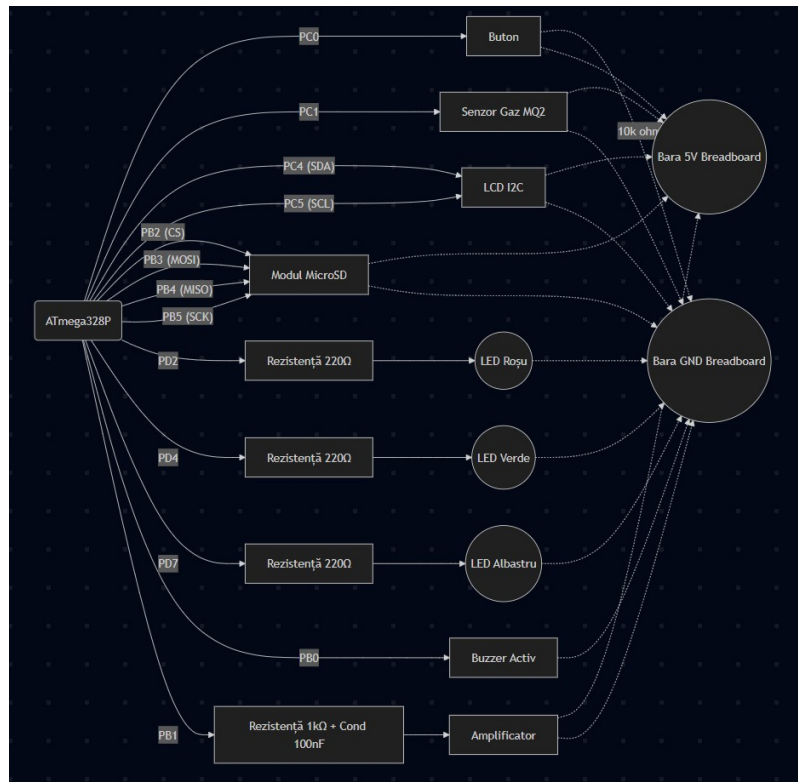 PC0
Buton
PC1
Senzor Gaz MQ2
10k ohm
Bara 5V Breadboard
PC4 (SDA)
PC5 (SCL)
LCD I2C
PB2 (CS)
PB3 (MOSI)
PB4 (MISO)
PB5 (SCK)
Modul MicroSD
ATmega328P
Bara GND Breadboard
PD2
Rezistență 220Ω
LED Roșu
PD4
Rezistență 220Ω
LED Verde
PD7
Rezistență 220Ω
LED Albastru
PB0
Buzzer Activ
PB1
Rezistență 1kΩ + Cond
100nF
Amplificator